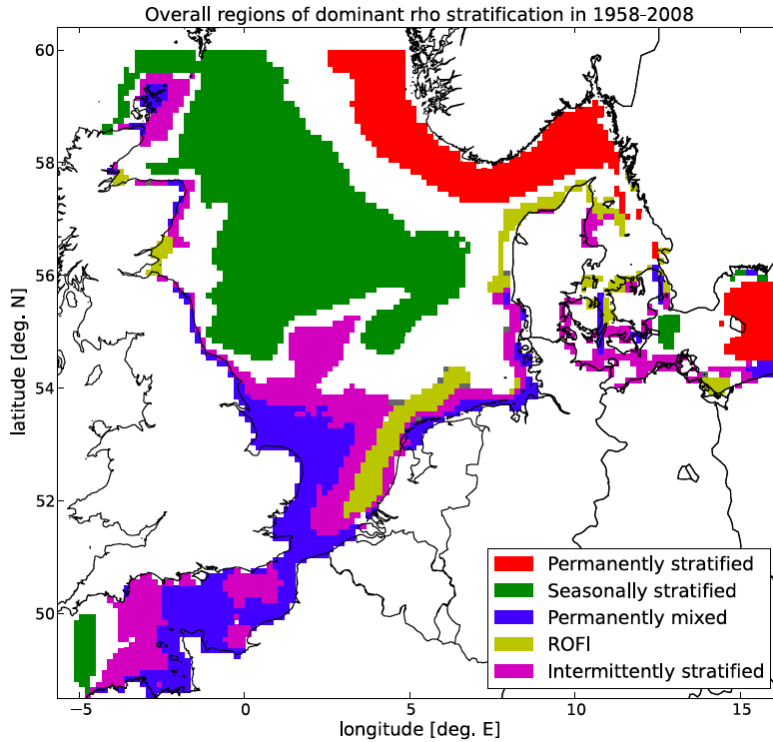 Overall regions of dominant rho stratification in 1958-2008
60
58
56
54
52
50
latitude [deg. N]
Permanently stratified
Seasonally stratified
Permanently mixed
ROFI
Intermittently stratified
−5
0
5
10
15
longitude [deg. E]